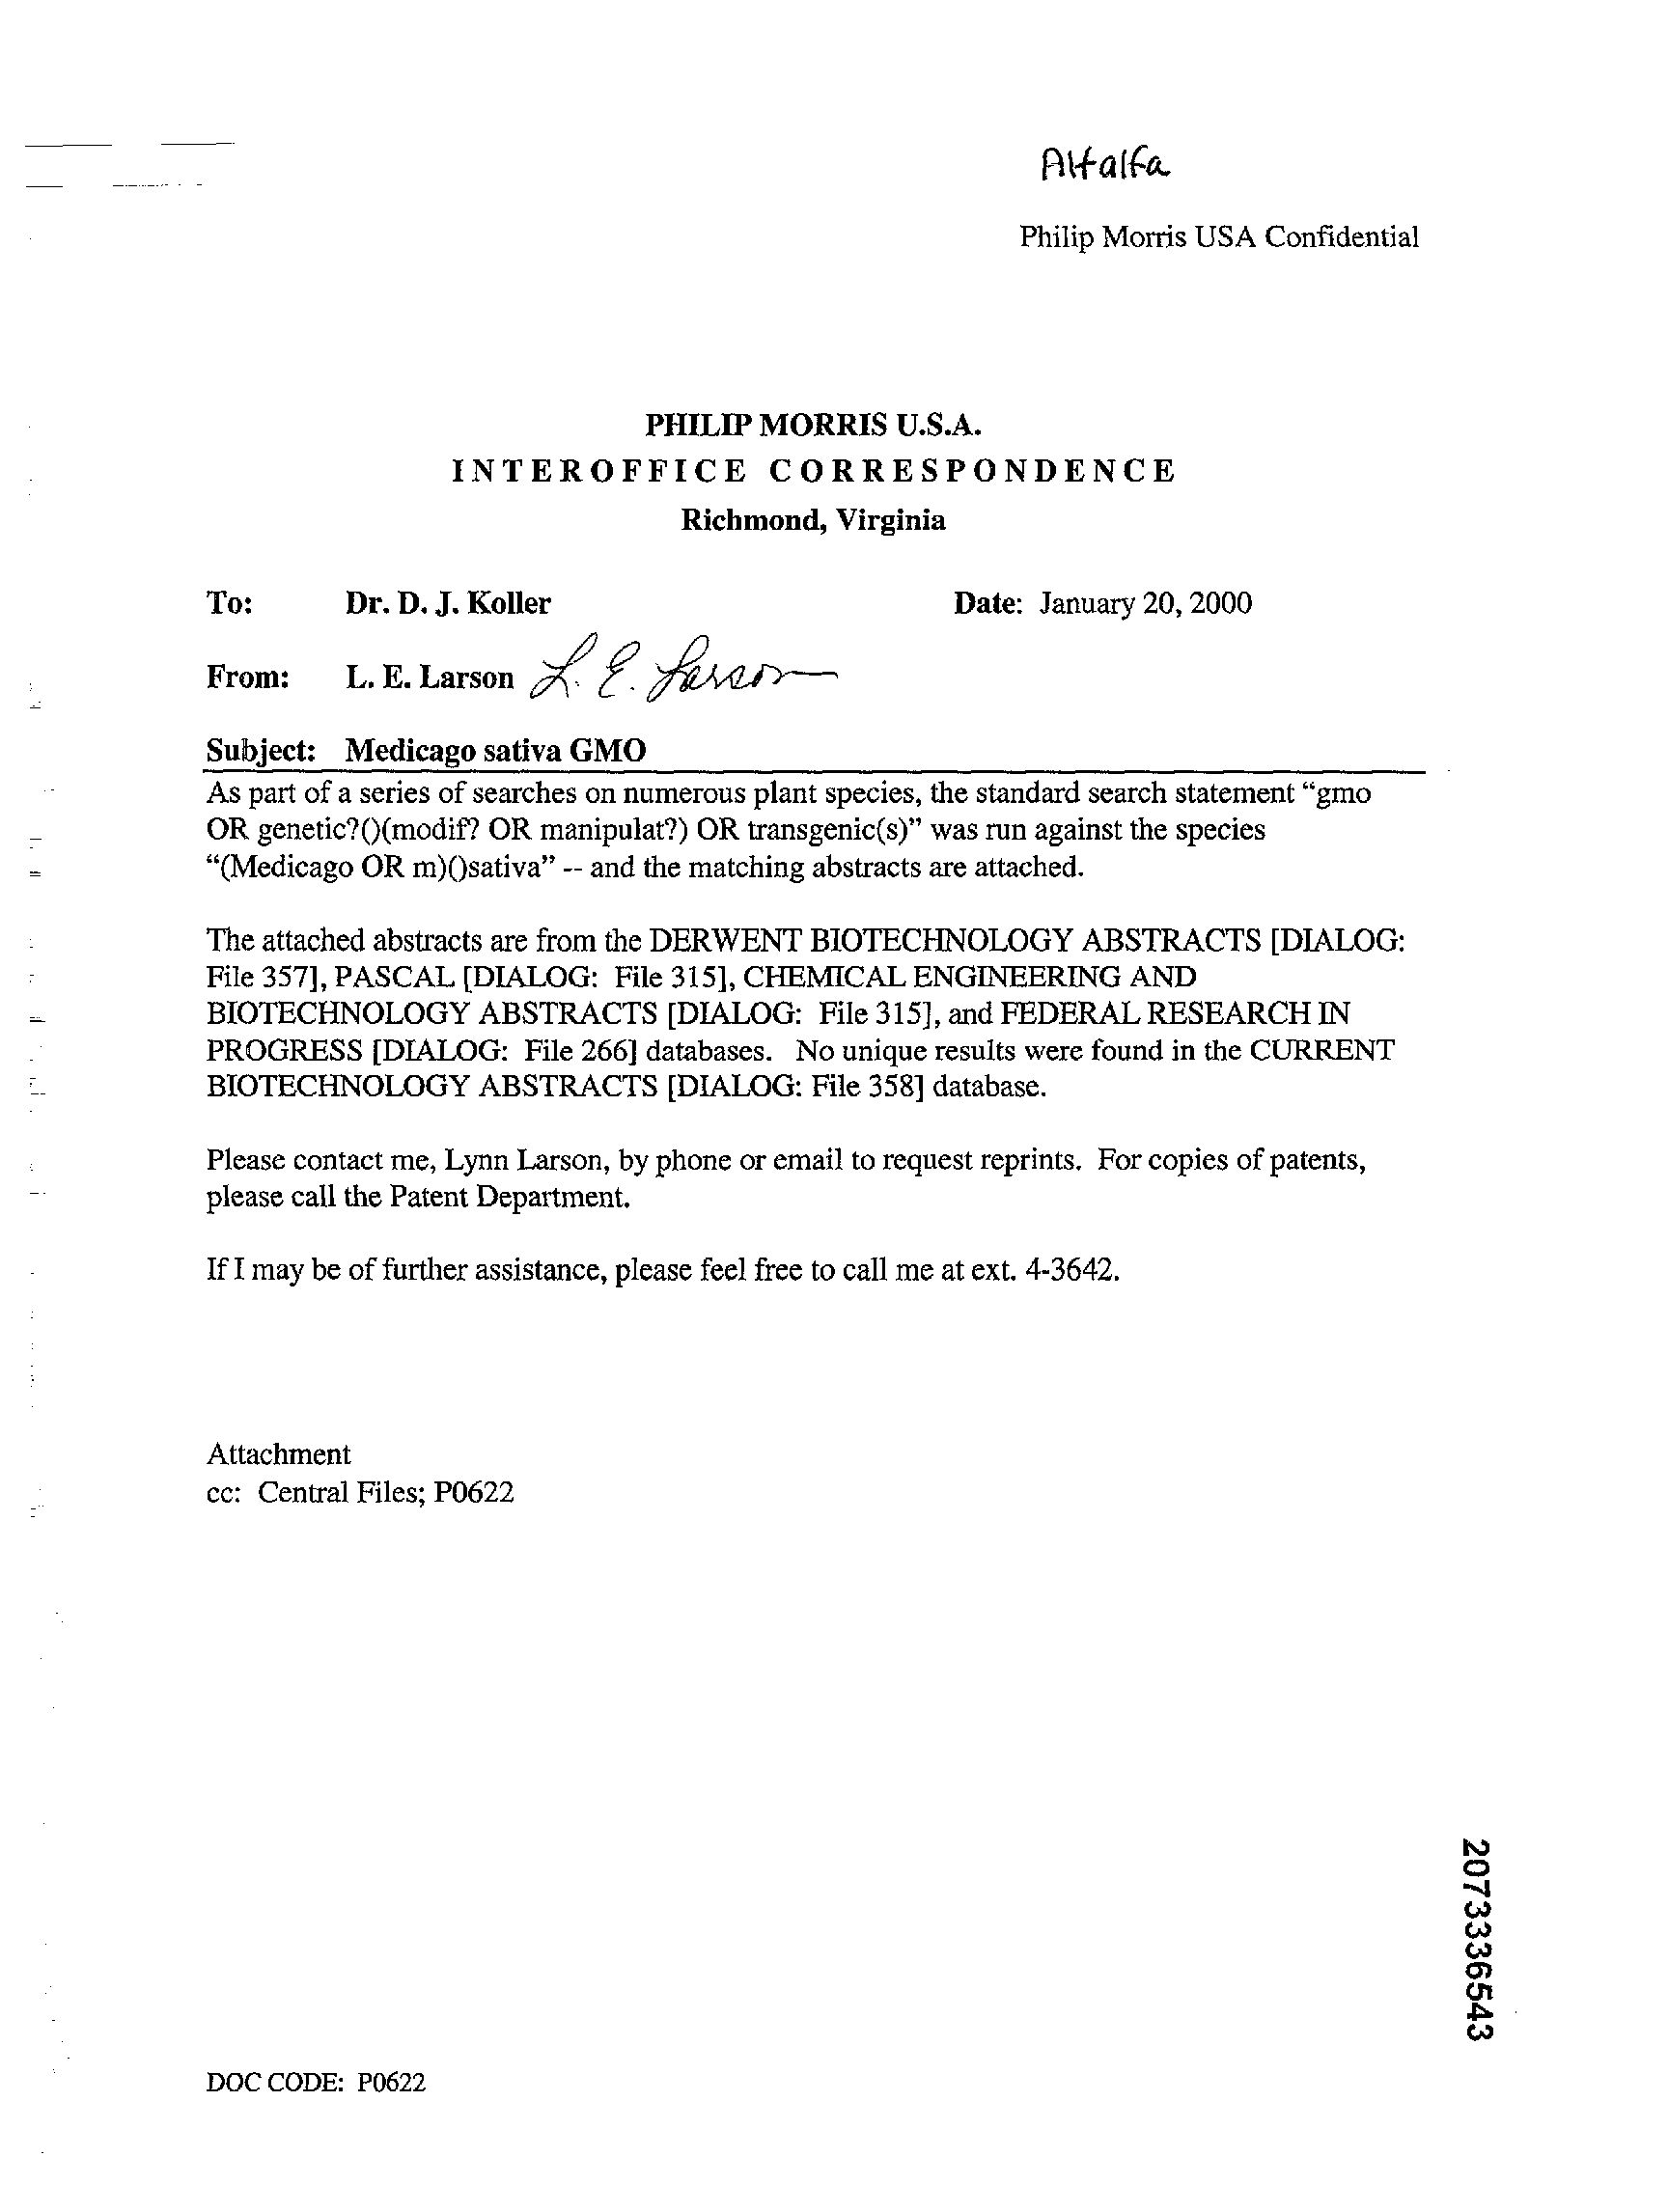 Alfalfa
Philip Morris USA Confidential
PHILIP MORRIS U.S.A.
INTEROFFICE CORRESPONDENCE
Richmond, Virginia
To: Dr. D. J. Koller Date: January 20, 2000
From: L. E. Larson L. E. Larson
Subject: Medicago sativa GMO
As part of a series of searches on numerous plant species, the standard search statement “gmo
OR genetic?()(modif? OR manipulat?) OR transgenic(s)” was run against the species
“(Medicago OR m)()sativa” -- and the matching abstracts are attached.
The attached abstracts are from the DERWENT BIOTECHNOLOGY ABSTRACTS [DIALOG:
File 357], PASCAL [DIALOG: File 315], CHEMICAL ENGINEERING AND
BIOTECHNOLOGY ABSTRACTS [DIALOG: File 315], and FEDERAL RESEARCH IN
PROGRESS [DIALOG: File 266] databases. No unique results were found in the CURRENT
BIOTECHNOLOGY ABSTRACTS [DIALOG: File 358] database.
Please contact me, Lynn Larson, by phone or email to request reprints. For copies of patents,
please call the Patent Department.
If I may be of further assistance, please feel free to call me at ext. 4-3642.
Attachment
cc: Central Files; P0622
2073336543
DOC CODE: P0622